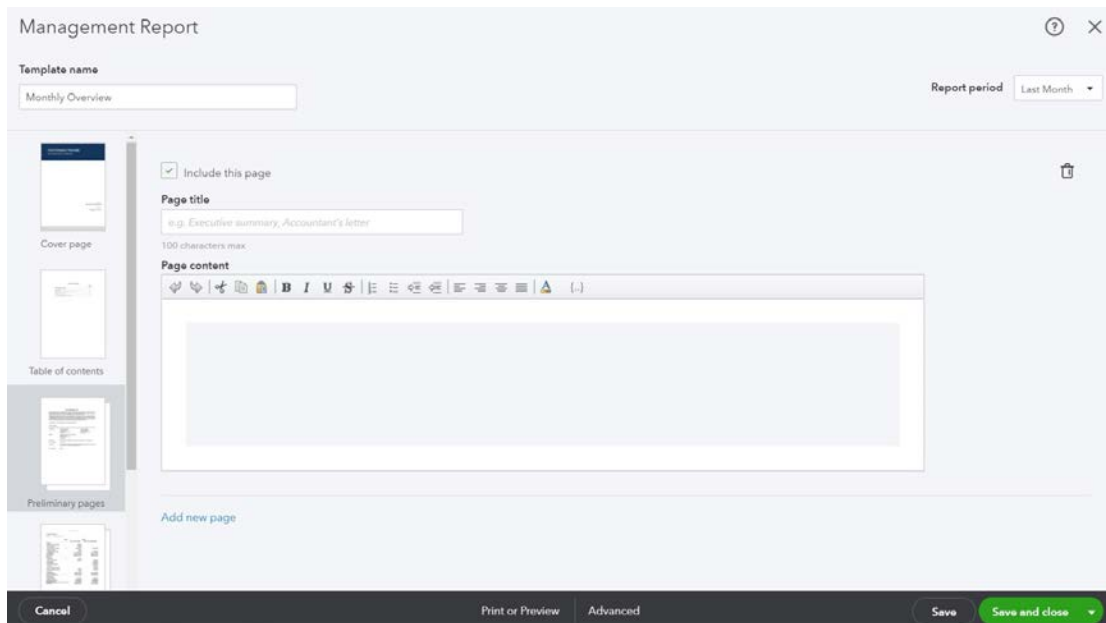 Management Report
Template name
Monthly Overview
Report period
Last Month
Cover page
Table of contents
Preliminary pages
Include this page
Page title
e.g. Executive summary, Accountant's letter
100 characters max
Page content
B I U S
A {...}
Add new page
Cancel
Print or Preview
Advanced
Save
Save and close